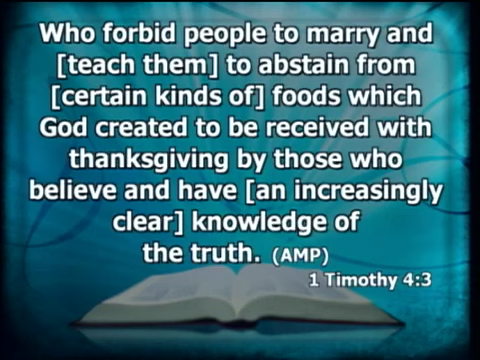 Who forbid people to marry and
[teach them] to abstain from
[certain kinds of] foods which
God created to be received with
thanksgiving by those who
believe and have [an increasingly
clear] knowledge of
the truth. (AMP)
1 Timothy 4:3